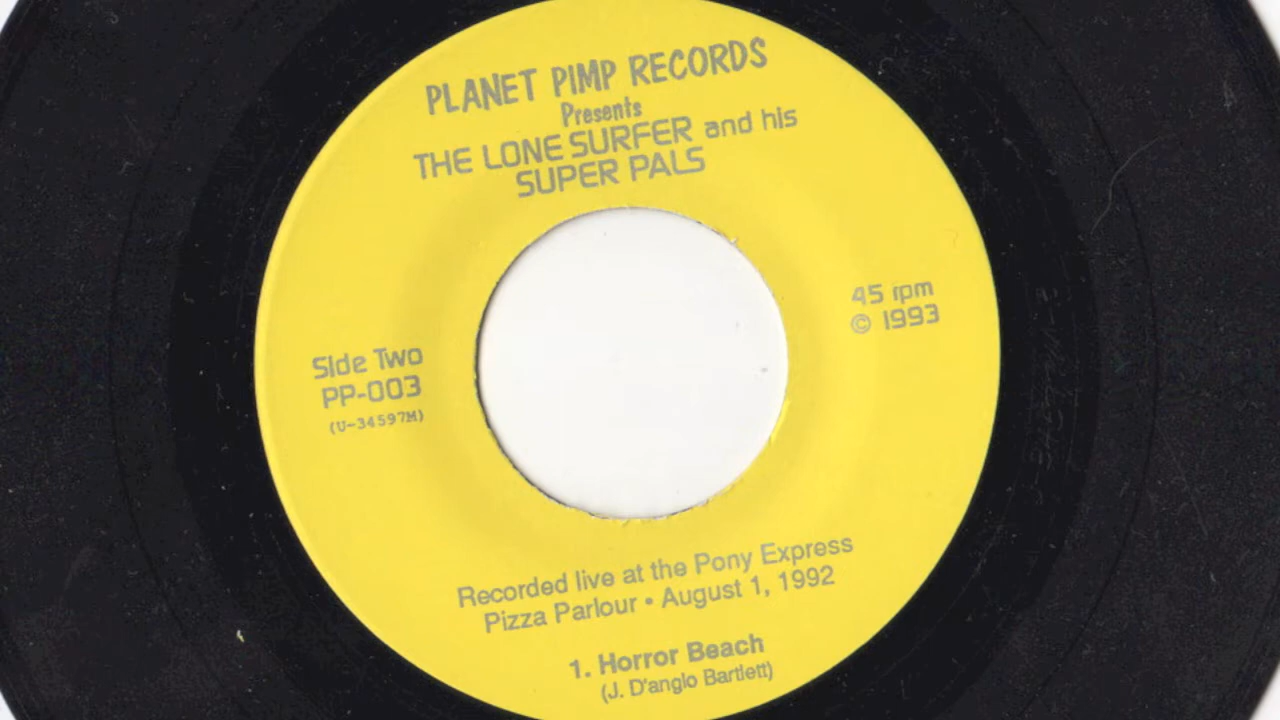 PLANET PIMP RECORDS
Presents
THE LONE SURFER and his
SUPER PALS
45 rpm
© 1993
Side Two
PP-003
(U-34597M)
Recorded live at the Pony Express
Pizza Parlour • August 1, 1992
1. Horror Beach
(J. D'anglo Bartlett)